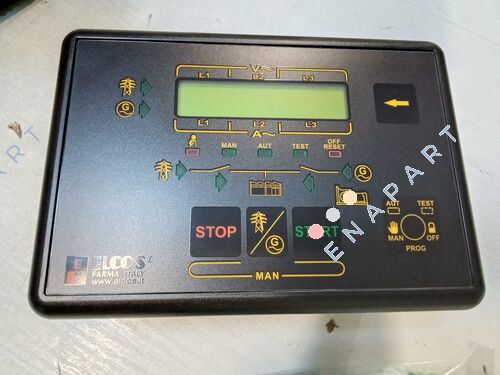 V~
L1 L2 L3
G
L1 L2 L3
A~
MAN AUT TEST OFF RESET
G
AUT TEST
STOP G START
MAN OFF
PROG
MAN
ELCOS
PARMA ITALY
www.elcos.it
ENAPART
ENAPART